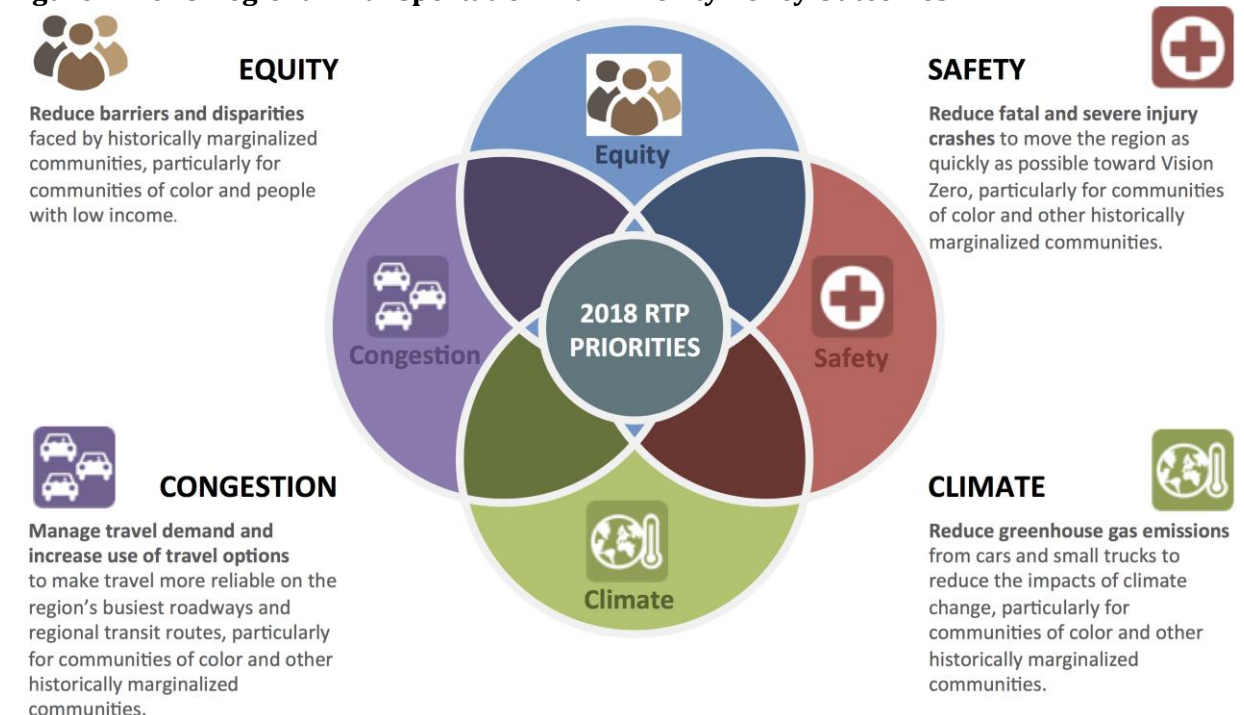 EQUITY
Reduce barriers and disparities
faced by historically marginalized
communities, particularly for
communities of color and people
with low income.
SAFETY
Reduce fatal and severe injury
crashes to move the region as
quickly as possible toward Vision
Zero, particularly for communities
of color and other historically
marginalized communities.
Equity
Congestion
2018 RTP
PRIORITIES
Safety
Climate
CONGESTION
Manage travel demand and
increase use of travel options
to make travel more reliable on the
region's busiest roadways and
regional transit routes, particularly
for communities of color and other
historically marginalized
communities.
CLIMATE
Reduce greenhouse gas emissions
from cars and small trucks to
reduce the impacts of climate
change, particularly for
communities of color and other
historically marginalized
communities.